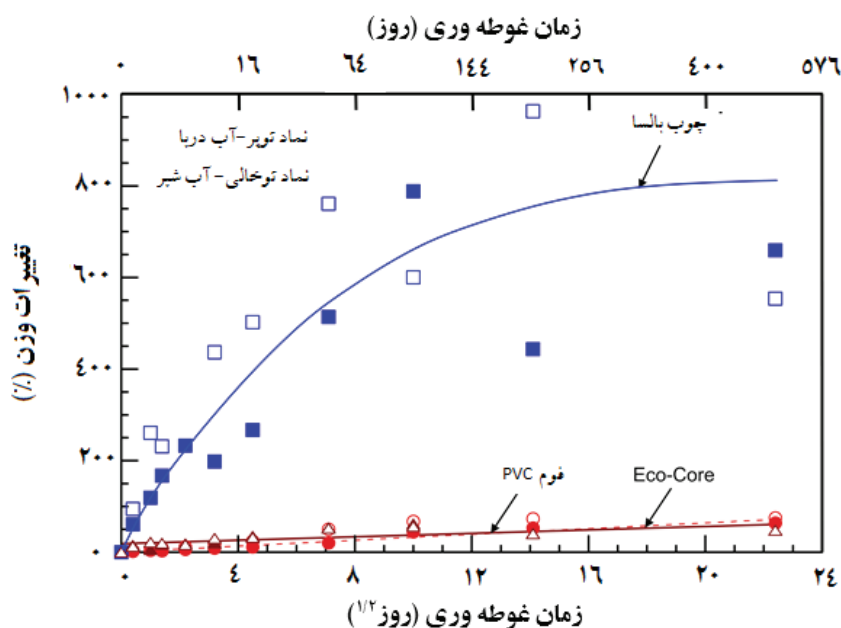 زمان غوطه وری (روز)
۰ ۱۶ ۶۴ ۱۴۴ ۲۵۶ ۴۰۰ ۵۷۶
۱۰۰۰
نماد توپر-آب دریا
چوب بالسا
نماد توخالی- آب شیر
۸۰۰
۶۰۰
تغییرات وزن (%)
۴۰۰
۲۰۰
فوم PVC
Eco-Core
۰
۰ ۴ ۸ ۱۲ ۱۶ ۲۰ ۲۴
زمان غوطه وری (روز۱/۲)